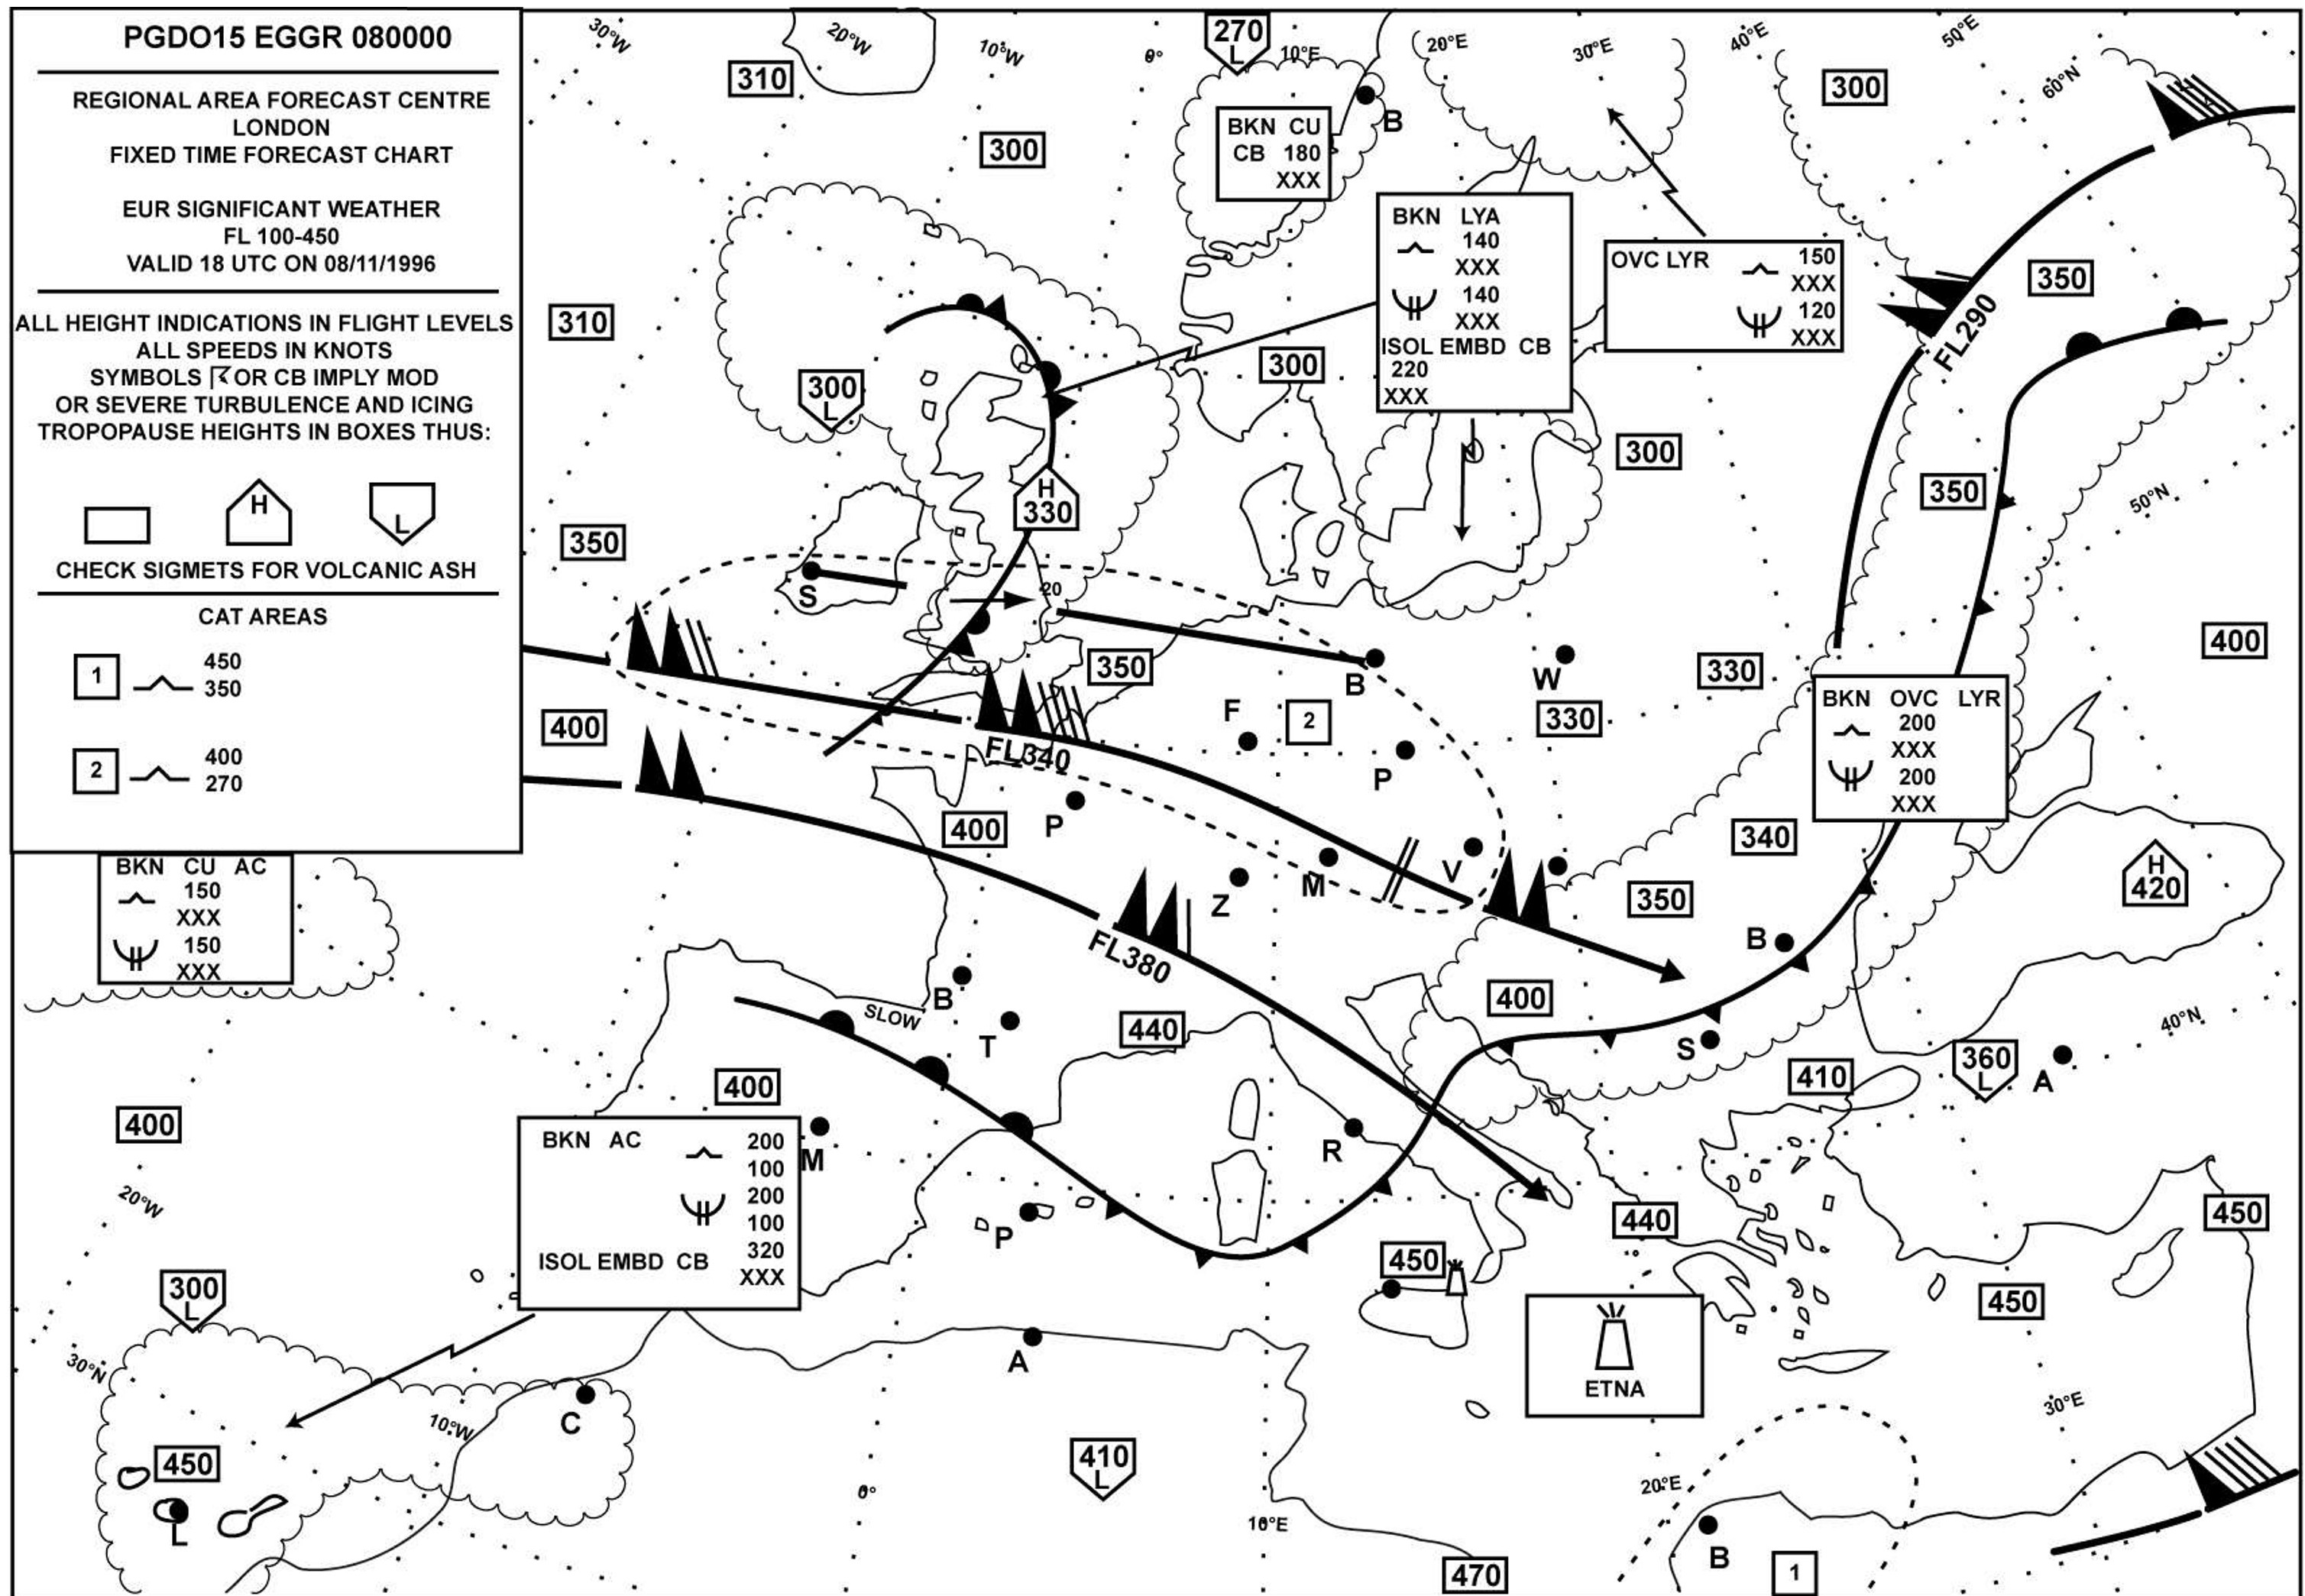 PGDO15 EGGR 080000
REGIONAL AREA FORECAST CENTRE
LONDON
FIXED TIME FORECAST CHART
EUR SIGNIFICANT WEATHER
FL 100-450
VALID 18 UTC ON 08/11/1996
ALL HEIGHT INDICATIONS IN FLIGHT LEVELS
ALL SPEEDS IN KNOTS
SYMBOLS OR CB IMPLY MOD
OR SEVERE TURBULENCE AND ICING
TROPOPAUSE HEIGHTS IN BOXES THUS:
H
L
CHECK SIGMETS FOR VOLCANIC ASH
CAT AREAS
1
450
350
2
400
270
BKN CU AC
150
XXX
150
XXX
30°W
20°W
10°W
0°
10°E
20°E
30°E
40°E
50°E
60°N
270
L
310
300
300
B
BKN CU
CB 180
XXX
BKN LYA
140
XXX
140
XXX
ISOL EMBD CB
220
XXX
OVC LYR
150
XXX
120
XXX
350
FL290
310
300
L
300
300
350
50°N
H
330
350
S
20
400
350
B
W
330
330
BKN OVC LYR
200
XXX
200
XXX
400
F
2
P
FL340
P
400
340
Z
M
V
350
H
420
FL380
B
400
B
SLOW
T
440
S
40°N
410
360
L
A
400
400
M
R
20°W
BKN AC
200
100
200
100
ISOL EMBD CB
320
XXX
P
440
450
450
300
L
450
ETNA
A
30°N
10°W
C
30°E
450
L
0°
410
L
20°E
10°E
B
470
1